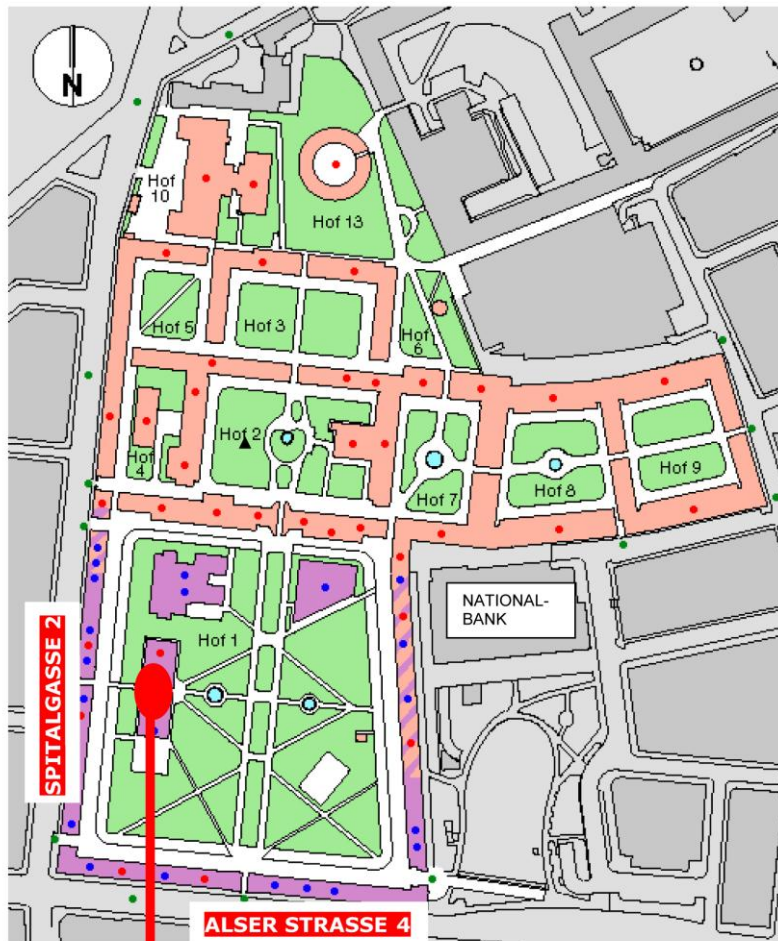 N
Hof
10
Hof 13
Hof 5
Hof 3
Hof
6
Hof 2
Hof
4
Hof 7
Hof 8
Hof 9
NATIONAL-
BANK
Hof 1
SPITALGASSE 2
ALSER STRASSE 4